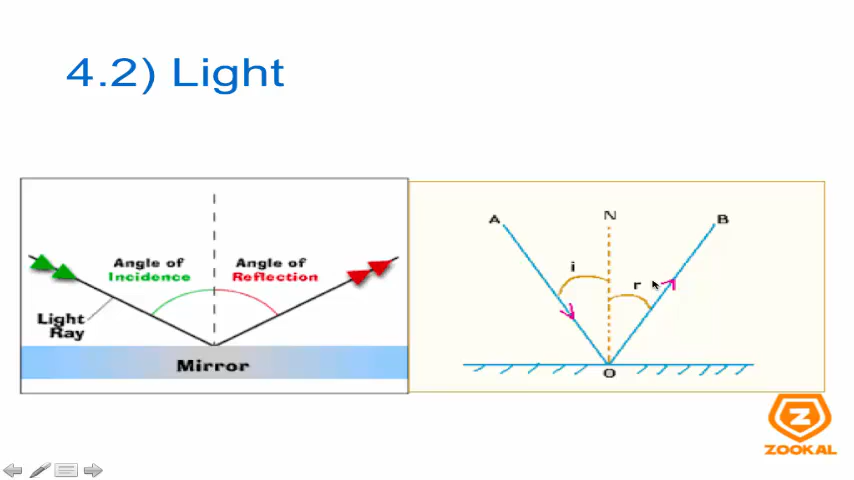 4.2) Light
Angle of
Incidence
Angle of
Reflection
Light
Ray
Mirror
A
N
B
i
r
O
Z
ZOOKAL